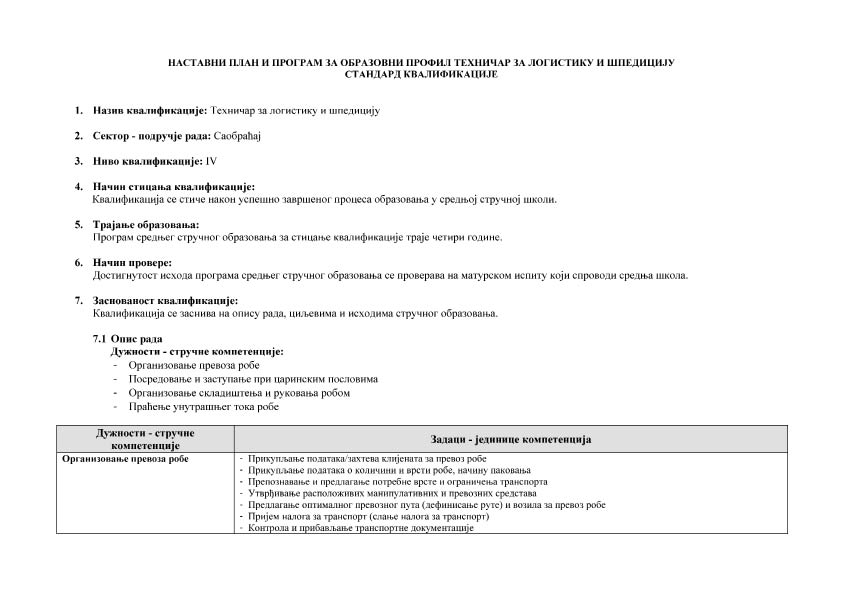 НАСТАВНИ ПЛАН И ПРОГРАМ ЗА ОБРАЗОВНИ ПРОФИЛ ТЕХНИЧАР ЗА ЛОГИСТИКУ И ШПЕДИЦИЈУ
СТАНДАРД КВАЛИФИКАЦИЈЕ
1. Назив квалификације: Техничар за логистику и шпедицију
2. Сектор - подручје рада: Саобраћај
3. Ниво квалификације: IV
4. Начин стицања квалификације:
Квалификација се стиче након успешно завршеног процеса образовања у средњој стручној школи.
5. Трајање образовања:
Програм средњег стручног образовања за стицање квалификације траје четири године.
6. Начин провере:
Достигнутост исхода програма средњег стручног образовања се проверава на матурском испиту који спроводи средња школа.
7. Заснованост квалификације:
Квалификација се заснива на опису рада, циљевима и исходима стручног образовања.
7.1 Опис рада
Дужности - стручне компетенције:
- Организовање превоза робе
- Посредовање и заступање при царинским пословима
- Организовање складиштења и руковања робом
- Праћење унутрашњег тока робе
Дужности - стручне
компетенције
Задаци - јединице компетенција
Организовање превоза робе
- Прикупљање података/захтева клијената за превоз робе
- Прикупљање података о количини и врсти робе, начину паковања
- Препознавање и предлагање потребне врсте и ограничења транспорта
- Утврђивање расположивих манипулативних и превозних средстава
- Предлагање оптималног превозног пута (дефинисање руте) и возила за превоз робе
- Пријем налога за транспорт (слање налога за транспорт)
- Контрола и прибављање транспортне документације